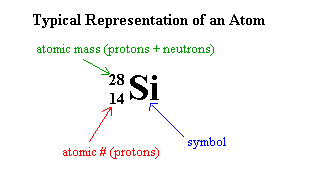 Typical Representation of an Atom
atomic mass (protons + neutrons)
28
14 Si
symbol
atomic # (protons)